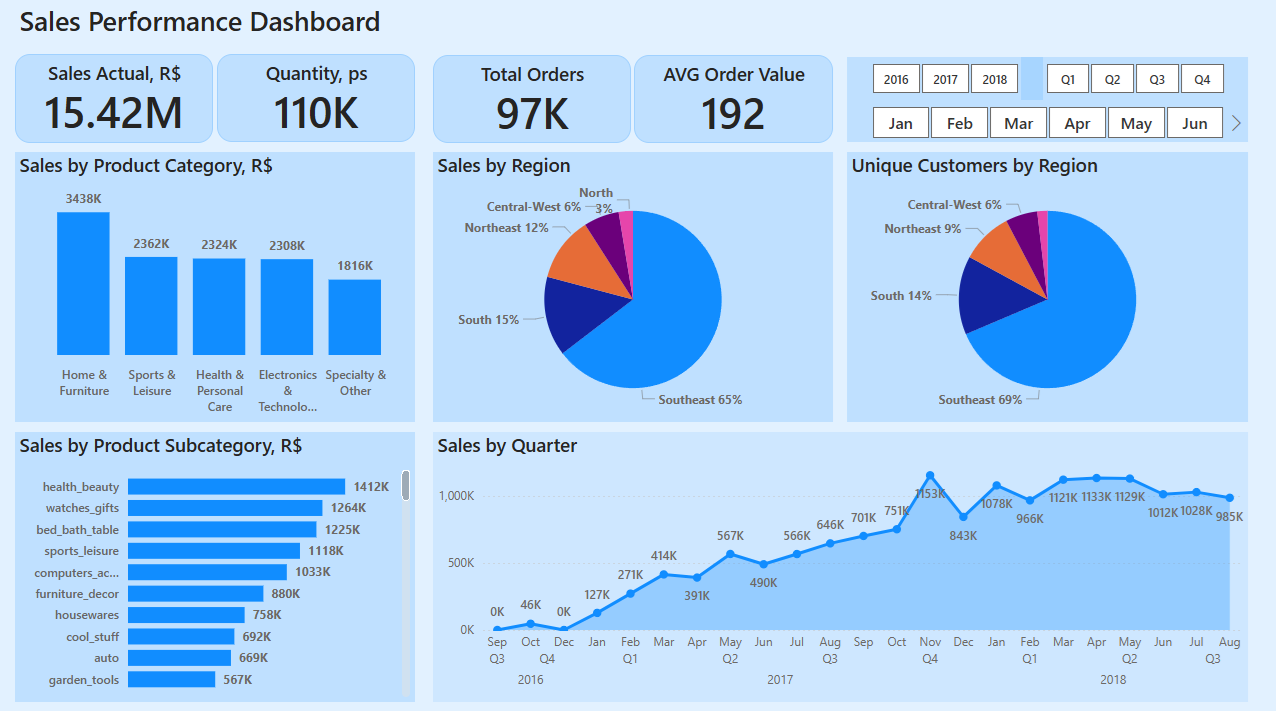 Sales Performance Dashboard
Sales Actual, R$
15.42M
Quantity, ps
110K
Total Orders
97K
AVG Order Value
192
2016 2017 2018 Q1 Q2 Q3 Q4
Jan Feb Mar Apr May Jun
Sales by Product Category, R$
3438K
2362K
2324K
2308K
1816K
Home &
Furniture
Sports &
Leisure
Health &
Personal
Care
Electronics
&
Technolo...
Specialty &
Other
Sales by Region
North
3%
Central-West 6%
Northeast 12%
South 15%
Southeast 65%
Unique Customers by Region
Central-West 6%
Northeast 9%
South 14%
Southeast 69%
Sales by Product Subcategory, R$
health_beauty 1412K
watches_gifts 1264K
bed_bath_table 1225K
sports_leisure 1118K
computers_ac... 1033K
furniture_decor 880K
housewares 758K
cool_stuff 692K
auto 669K
garden_tools 567K
Sales by Quarter
1,000K
500K
0K
0K 46K 0K 127K 271K 414K 391K 567K 490K 566K 646K 701K 751K 1153K 843K 1078K 966K 1121K 1133K 1129K 1012K 1028K 985K
Sep Oct Dec Jan Feb Mar Apr May Jun Jul Aug Sep Oct Nov Dec Jan Feb Mar Apr May Jun Jul Aug
Q3 Q4 Q1 Q2 Q3 Q4 Q1 Q2 Q3
2016 2017 2018